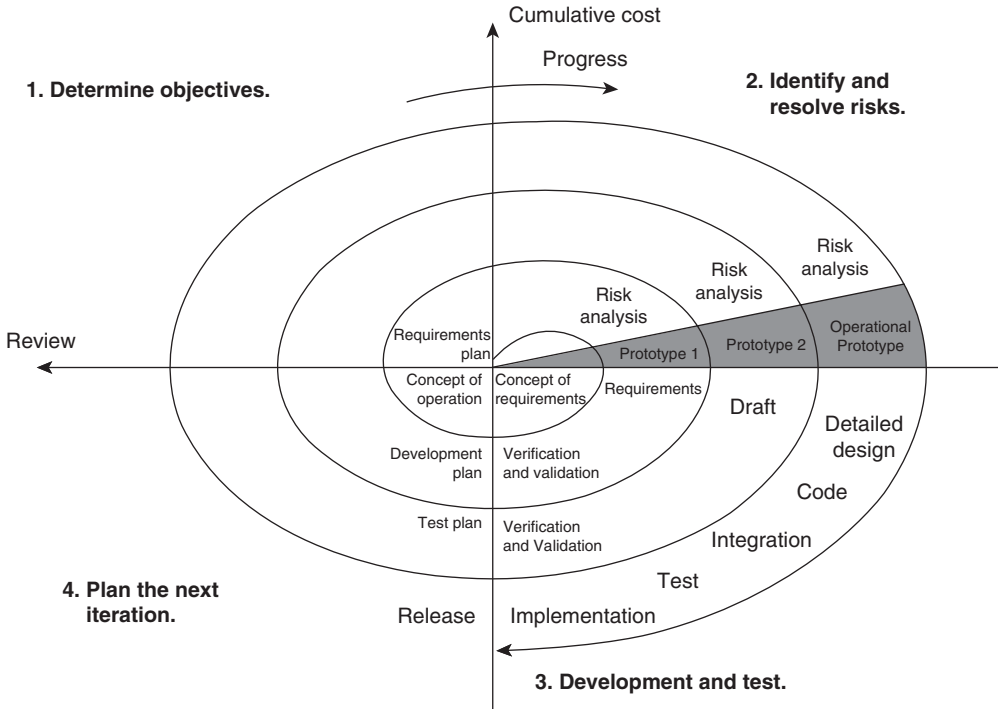 Cumulative cost
Progress
1. Determine objectives.
2. Identify and
resolve risks.
Risk
analysis
Risk
analysis
Risk
analysis
Review
Requirements
plan
Prototype 1
Prototype 2
Operational
Prototype
Concept of
operation
Concept of
requirements
Requirements
Draft
Detailed
design
Development
plan
Verification
and validation
Code
Test plan
Verification
and Validation
Integration
Test
4. Plan the next
iteration.
Release
Implementation
3. Development and test.